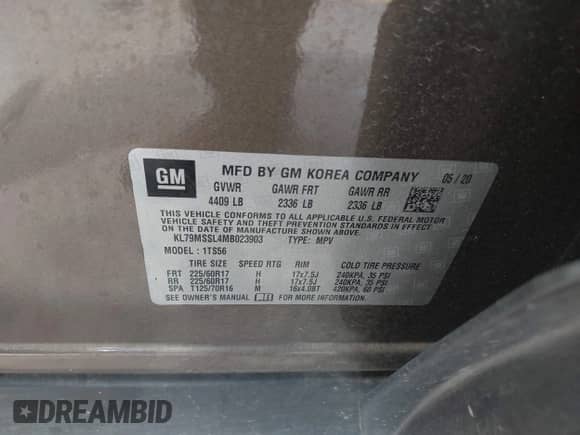 GM MFD BY GM KOREA COMPANY 05 / 20
GVWR GAWR FRT GAWR RR
4409 LB 2336 LB 2336 LB
THIS VEHICLE CONFORMS TO ALL APPLICABLE U.S. FEDERAL MOTOR
VEHICLE SAFETY, BUMPER, AND THEFT PREVENTION STANDARDS IN EFFECT
ON THE DATE OF MANUFACTURE SHOWN ABOVE.
KL79MSSL4MB023903 TYPE: MPV
MODEL : 1TS56
TIRE SIZE SPEED RTG RIM COLD TIRE PRESSURE
FRT 225/60R17 H 17x7.5J 240KPA, 35 PSI
RR 225/60R17 H 17x7.5J 240KPA, 35 PSI
SPA T125/70R16 M 16x4.0BT 420KPA, 60 PSI
SEE OWNER'S MANUAL FOR MORE INFORMATION.
DREAMBID